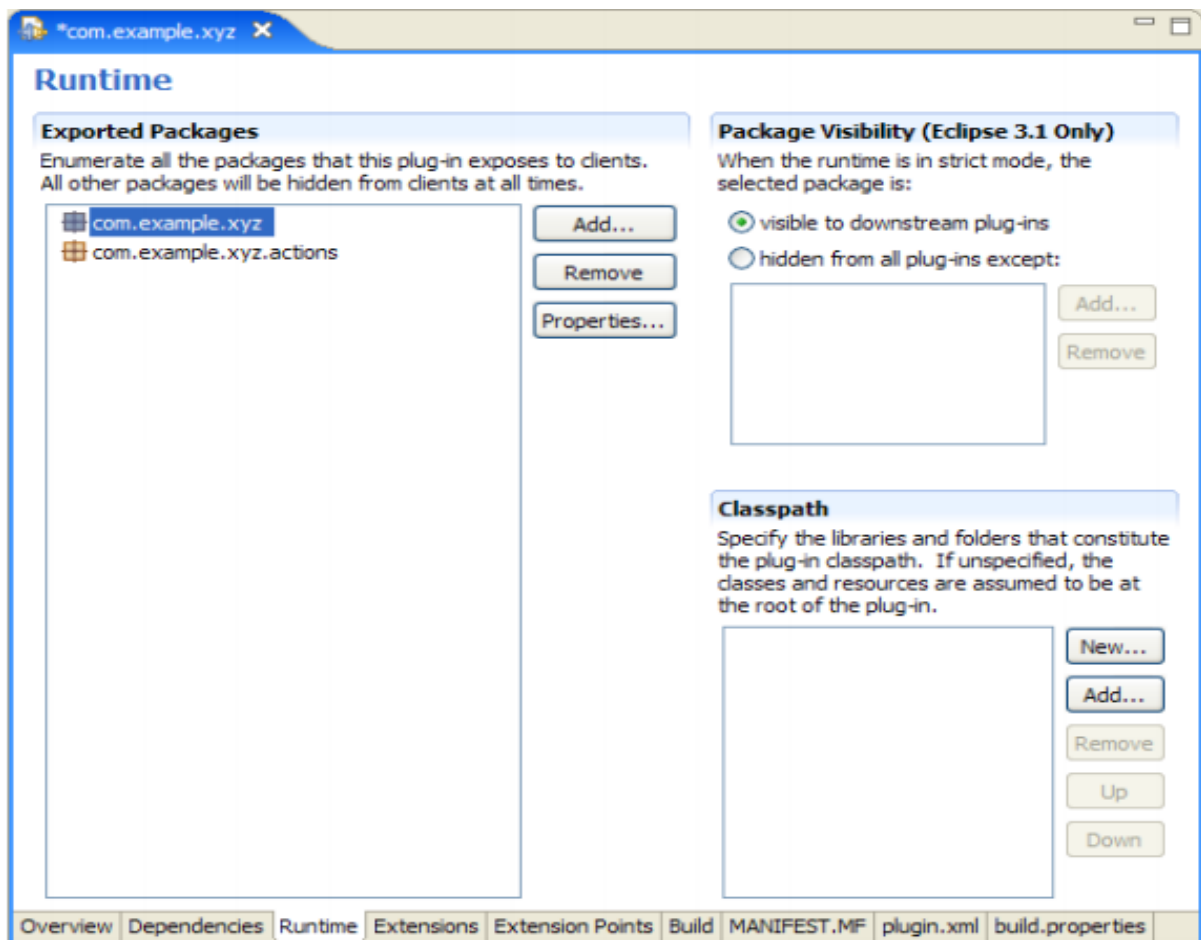 *com.example.xyz
Runtime
Exported Packages
Enumerate all the packages that this plug-in exposes to clients.
All other packages will be hidden from clients at all times.
com.example.xyz
com.example.xyz.actions
Add...
Remove
Properties...
Package Visibility (Eclipse 3.1 Only)
When the runtime is in strict mode, the
selected package is:
visible to downstream plug-ins
hidden from all plug-ins except:
Add...
Remove
Classpath
Specify the libraries and folders that constitute
the plug-in classpath. If unspecified, the
classes and resources are assumed to be at
the root of the plug-in.
New...
Add...
Remove
Up
Down
Overview Dependencies Runtime Extensions Extension Points Build MANIFEST.MF plugin.xml build.properties